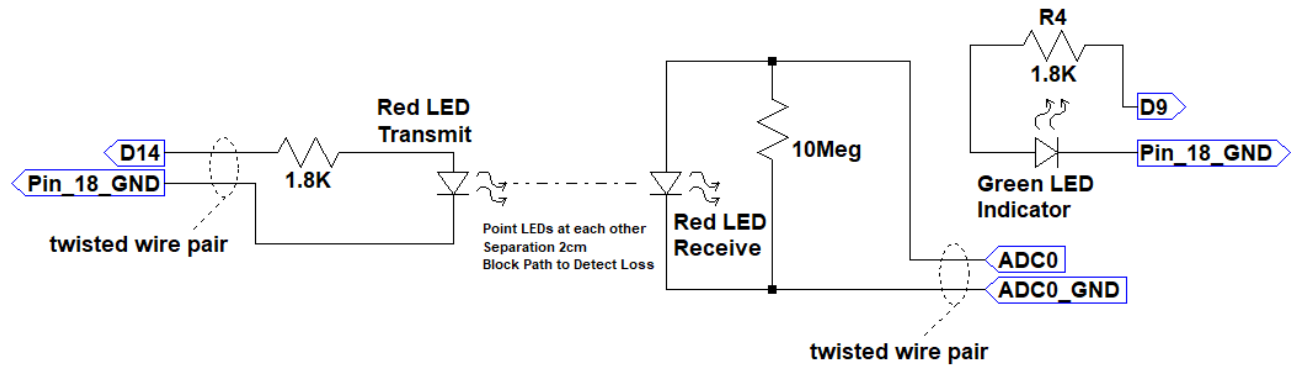 Red LED
Transmit
D14
Pin_18_GND
1.8K
twisted wire pair
Point LEDs at each other
Separation 2cm
Block Path to Detect Loss
Red LED
Receive
10Meg
ADC0
ADC0_GND
twisted wire pair
R4
1.8K
D9
Pin_18_GND
Green LED
Indicator